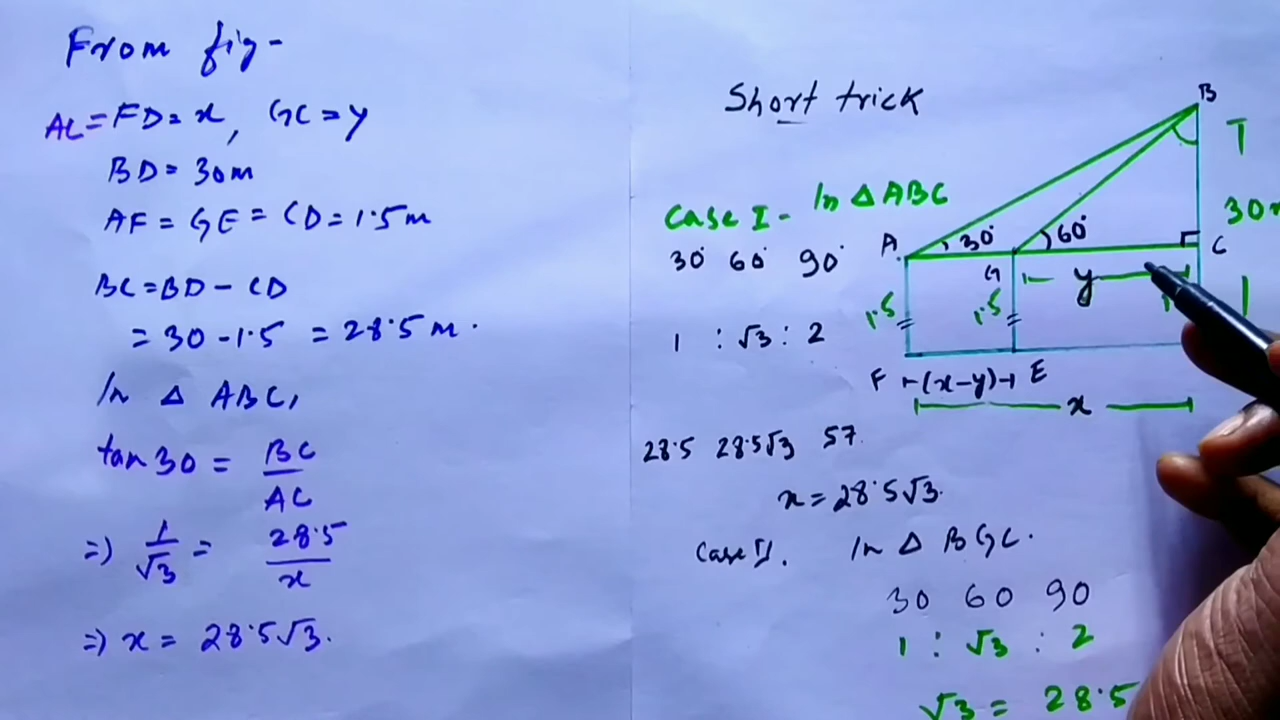 From fig-
AC = FD = x, GC = y
BD = 30m
AF = GE = CD = 1.5m
BC = BD - CD
= 30 - 1.5 = 28.5 m.
In Δ ABC,
tan 30 = BC/AC
=) 1/√3 = 28.5/x
=) x = 28.5√3.
Short trick
Case I - In Δ ABC
30° 60° 90°
1 : √3 : 2
28.5 28.5√3 57
x = 28.5√3.
Case II. In Δ BGC.
30 60 90
1 : √3 : 2
√3 = 28.5
B
T
30m
A 30° 60° C
G y
1.5 1.5
F (x-y) E
x